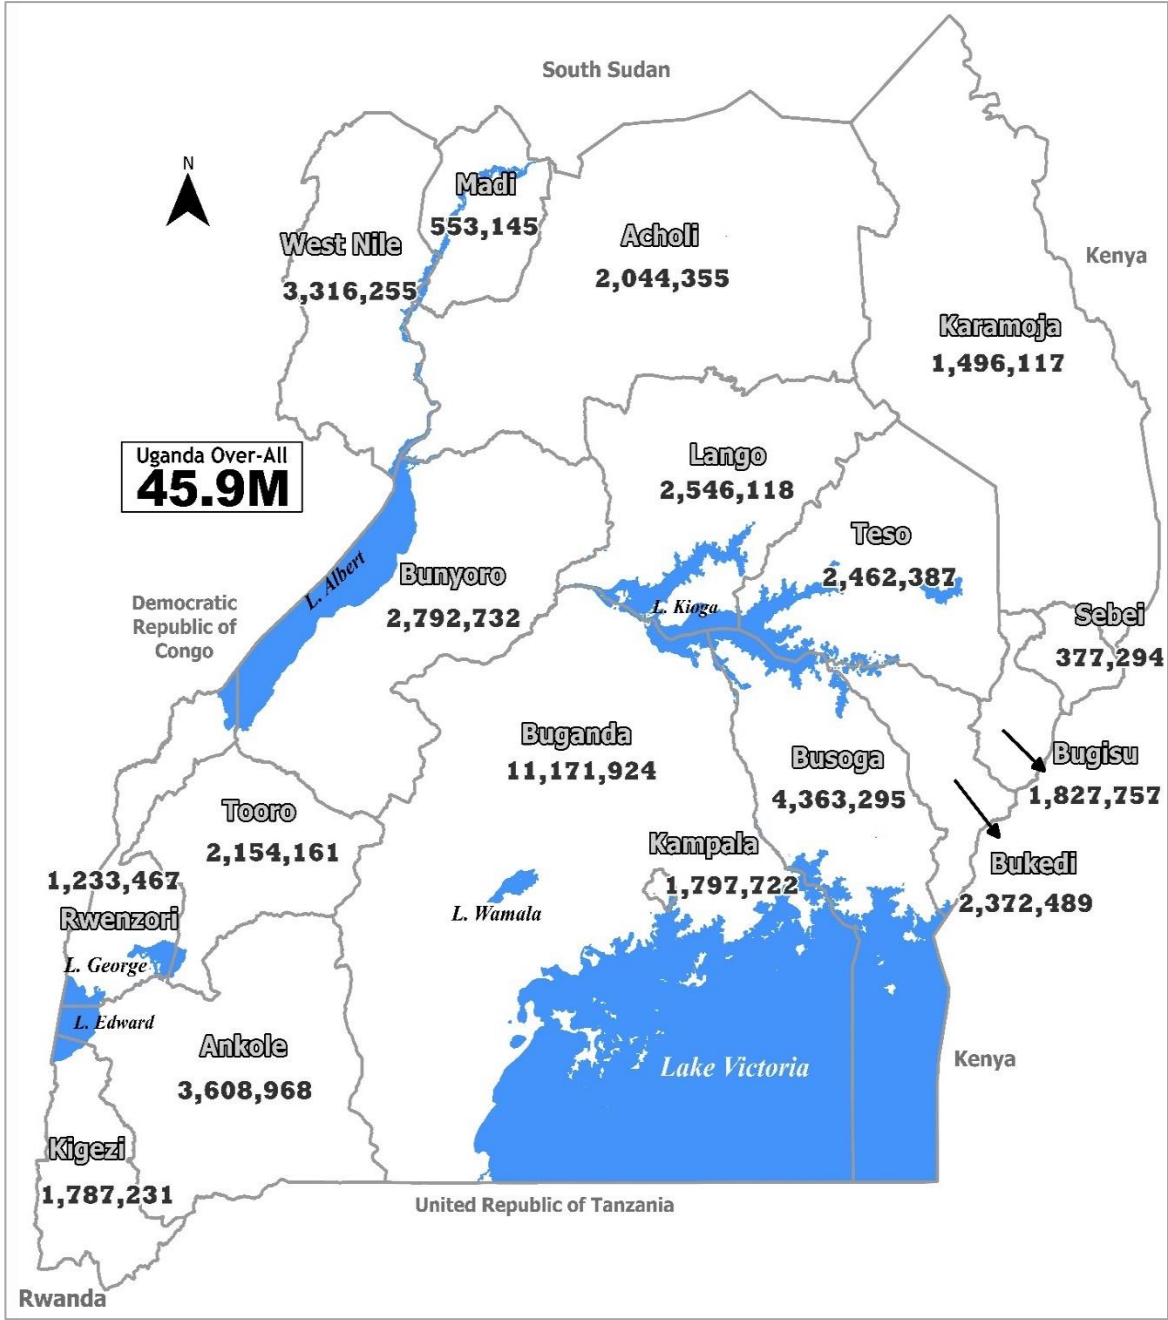 South Sudan
N
Madi
553,145
West Nile
3,316,255
Acholi
2,044,355
Kenya
Karamoja
1,496,117
Uganda Over-All
45.9M
Lango
2,546,118
Teso
2,462,387
L. Albert
Bunyoro
2,792,732
L. Kioga
Democratic
Republic of
Congo
Sebei
377,294
Buganda
11,171,924
Busoga
4,363,295
Bugisu
1,827,757
Tooro
2,154,161
Kampala
1,797,722
Bukedi
2,372,489
1,233,467
Rwenzori
L. Wamala
L. George
L. Edward
Ankole
3,608,968
Lake Victoria
Kenya
Kigezi
1,787,231
United Republic of Tanzania
Rwanda